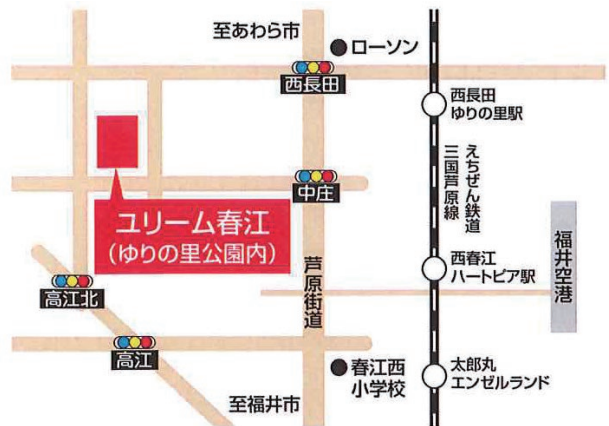 至あわら市
ローソン
西長田
西長田
ゆりの里駅
えちぜん鉄道
三国芦原線
中庄
ユリーム春江
(ゆりの里公園内)
芦原街道
西春江
ハートピア駅
福井空港
高江北
高江
春江西
小学校
太郎丸
エンゼルランド
至福井市